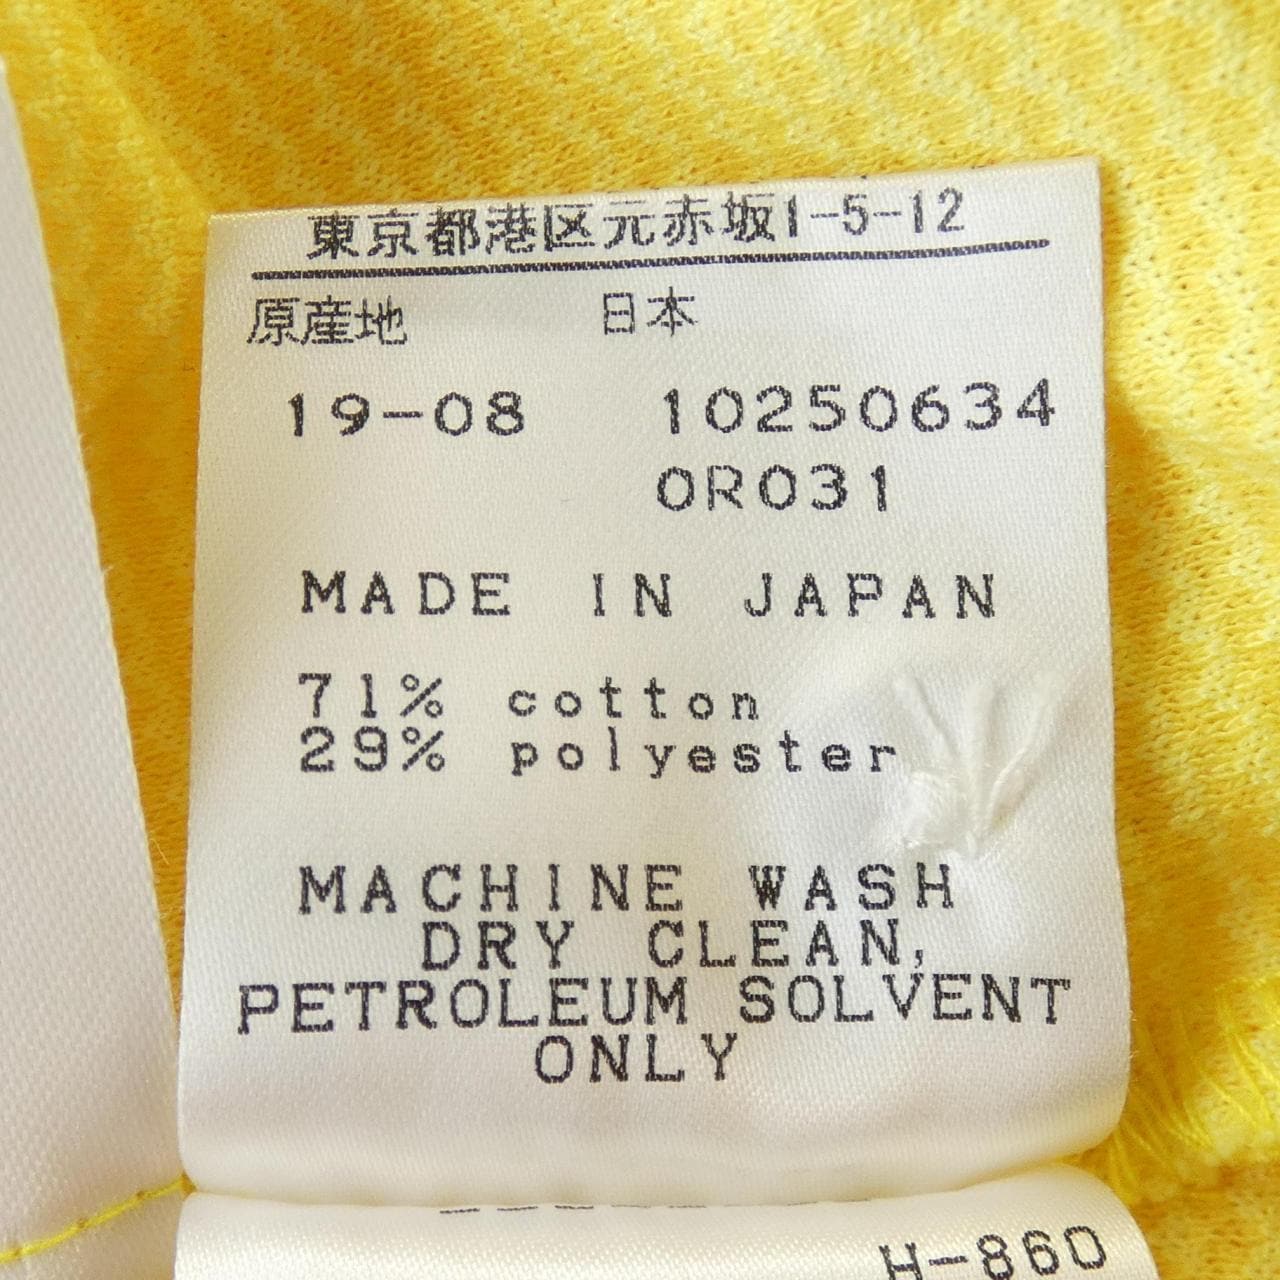 東京都港区元赤坂1-5-12
原産地 日本
19-08 10250634
0R031
MADE IN JAPAN
71% cotton
29% polyester
MACHINE WASH
DRY CLEAN,
PETROLEUM SOLVENT
ONLY
H-860